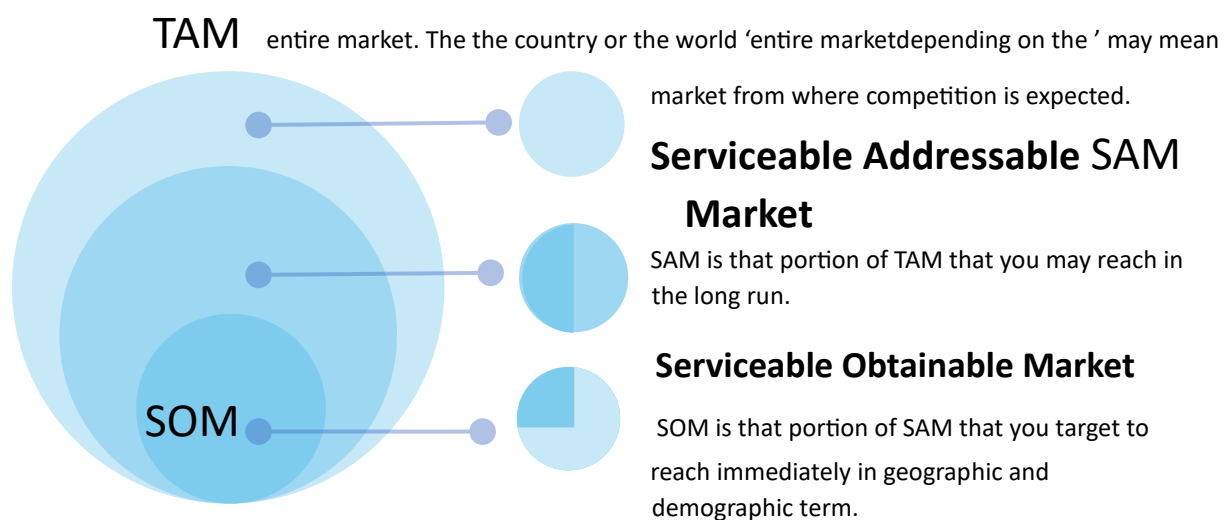 TAM entire market. The the country or the world ‘entire marketdepending on the ’ may mean
market from where competition is expected.
Serviceable Addressable SAM
Market
SAM is that portion of TAM that you may reach in
the long run.
Serviceable Obtainable Market
SOM
SOM is that portion of SAM that you target to
reach immediately in geographic and
demographic term.